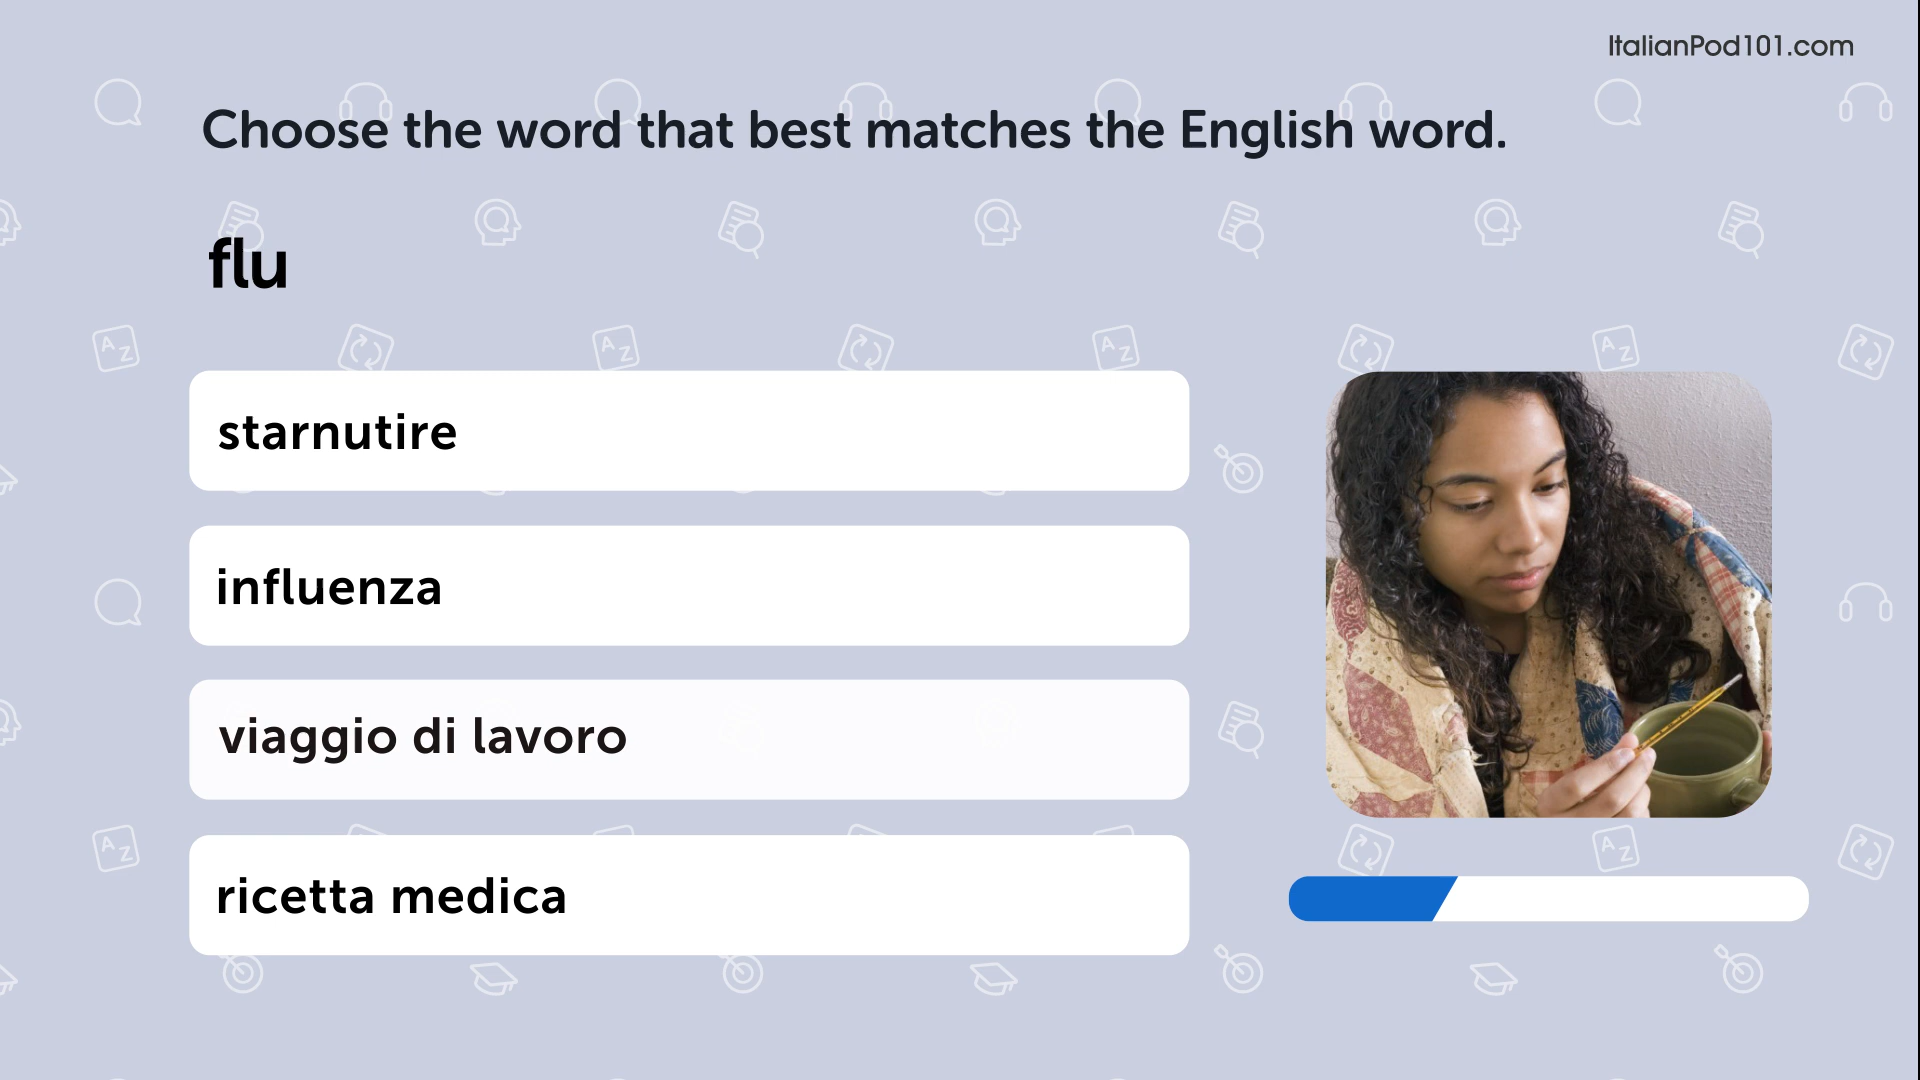 ItalianPod101.com
Choose the word that best matches the English word.
flu
starnutire
influenza
viaggio di lavoro
ricetta medica